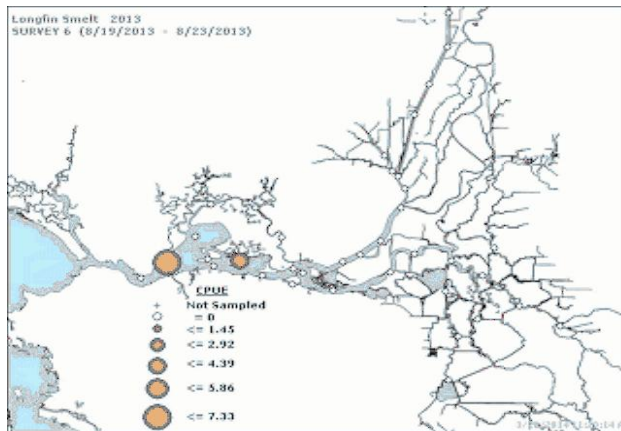 Longfin Smelt 2013
SURVEY 6 (8/19/2013 - 8/23/2013)
CPUE
+ Not Sampled
= 0
<= 1.45
<= 2.92
<= 4.39
<= 5.86
<= 7.33